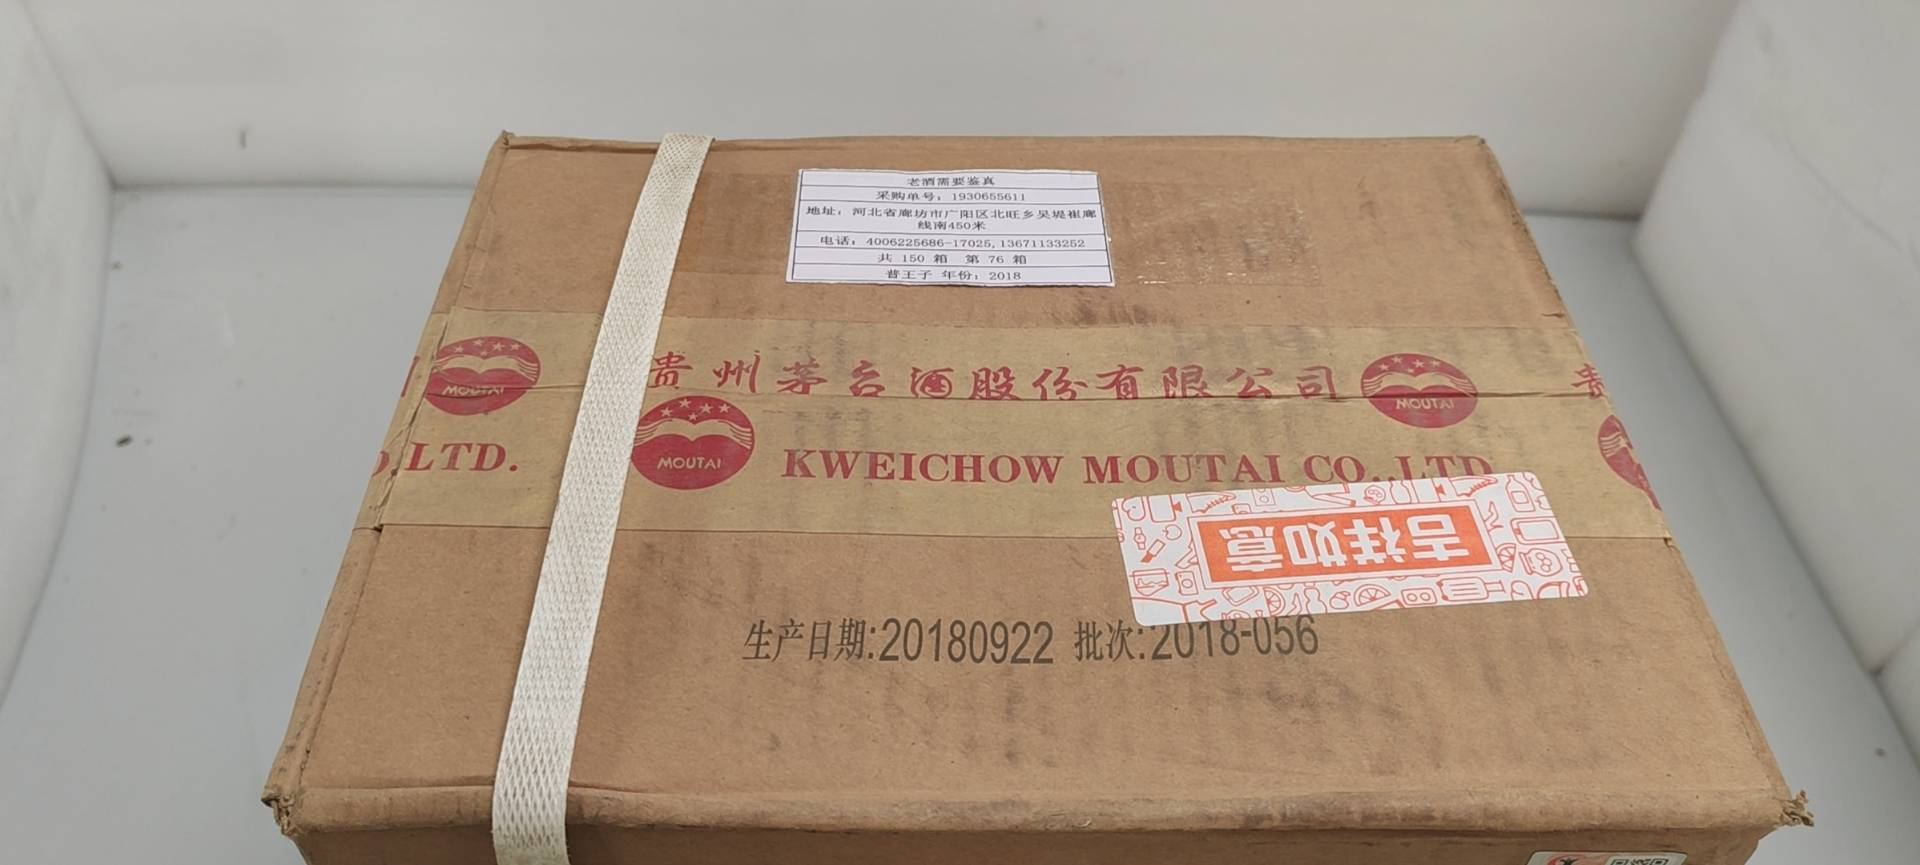 老酒需要鉴真
采购单号：1930655611
地址：河北省廊坊市广阳区北旺乡吴堤崔廊
线南450米
电话：4006225686-17025,13671133252
共 150 箱 第 76 箱
普王子 年份：2018
MOUTAI
贵州茅台酒股份有限公司
MOUTAI
贵
LTD.
MOUTAI
KWEICHOW MOUTAI CO.,LTD
吉祥如意
生产日期:20180922 批次:2018-056